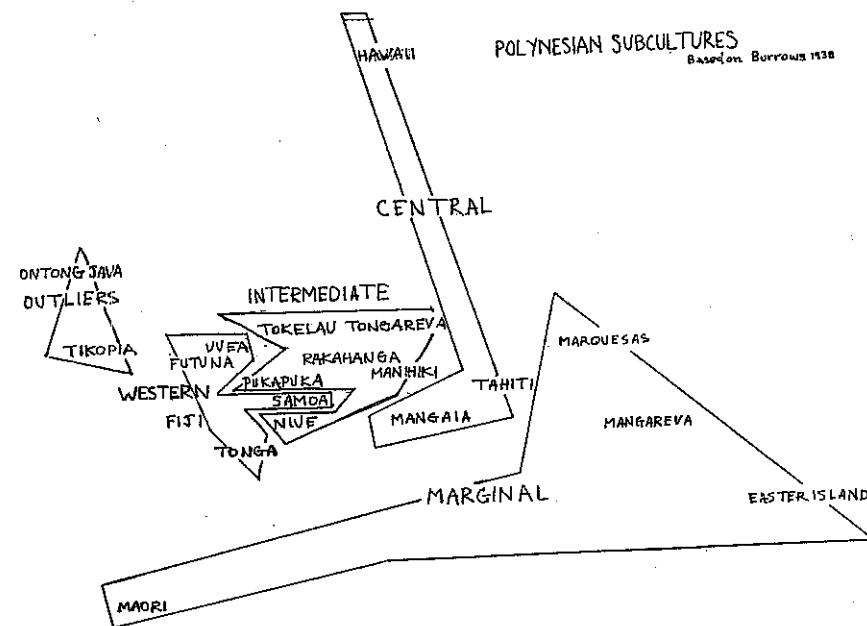 POLYNESIAN SUBCULTURES
Based on Burrows 1938
HAWAII
CENTRAL
ONTONG JAVA
OUTLIERS
TIKOPIA
INTERMEDIATE
TOKELAU TONGAREVA
UVEA
FUTUNA
RAKAHANGA
MANIHIKI
PUKAPUKA
WESTERN
SAMOA
FIJI
NIUE
TONGA
TAHITI
MANGAIA
MARQUESAS
MANGAREVA
MARGINAL
EASTER ISLAND
MAORI